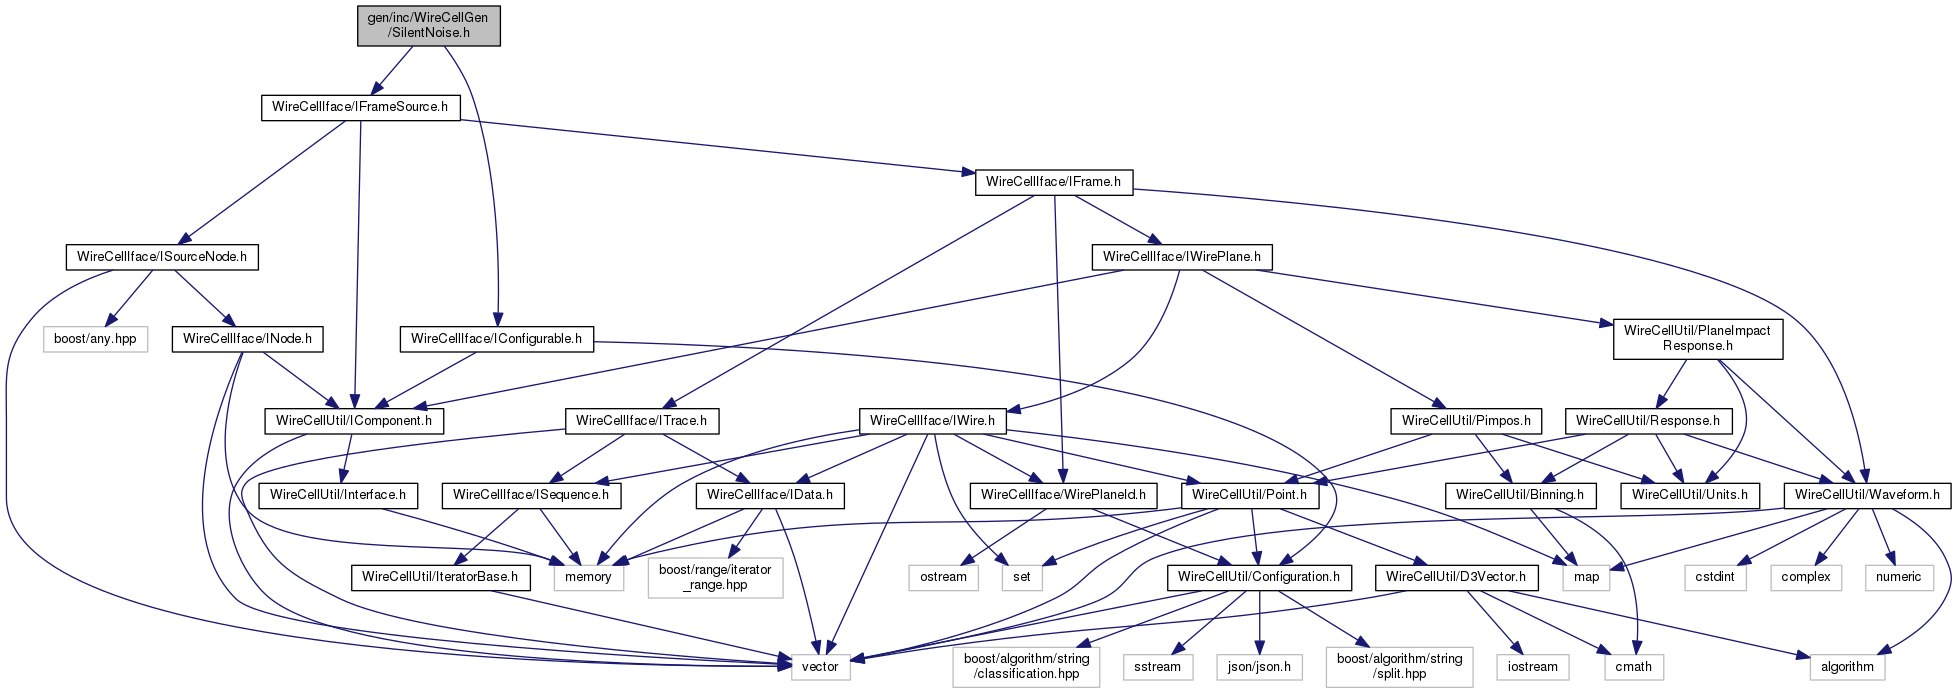 gen/inc/WireCellGen
/SilentNoise.h
WireCellIface/IFrameSource.h
WireCellIface/IFrame.h
WireCellIface/ISourceNode.h
WireCellIface/IWirePlane.h
boost/any.hpp
WireCellIface/INode.h
WireCellIface/IConfigurable.h
WireCellUtil/PlaneImpact
Response.h
WireCellUtil/IComponent.h
WireCellIface/ITrace.h
WireCellIface/IWire.h
WireCellUtil/Pimpos.h
WireCellUtil/Response.h
WireCellUtil/Interface.h
WireCellIface/ISequence.h
WireCellIface/IData.h
WireCellIface/WirePlaneId.h
WireCellUtil/Point.h
WireCellUtil/Binning.h
WireCellUtil/Units.h
WireCellUtil/Waveform.h
WireCellUtil/IteratorBase.h
memory
boost/range/iterator
_range.hpp
ostream
set
WireCellUtil/Configuration.h
WireCellUtil/D3Vector.h
map
cstdint
complex
numeric
vector
boost/algorithm/string
/classification.hpp
sstream
json/json.h
boost/algorithm/string
/split.hpp
iostream
cmath
algorithm